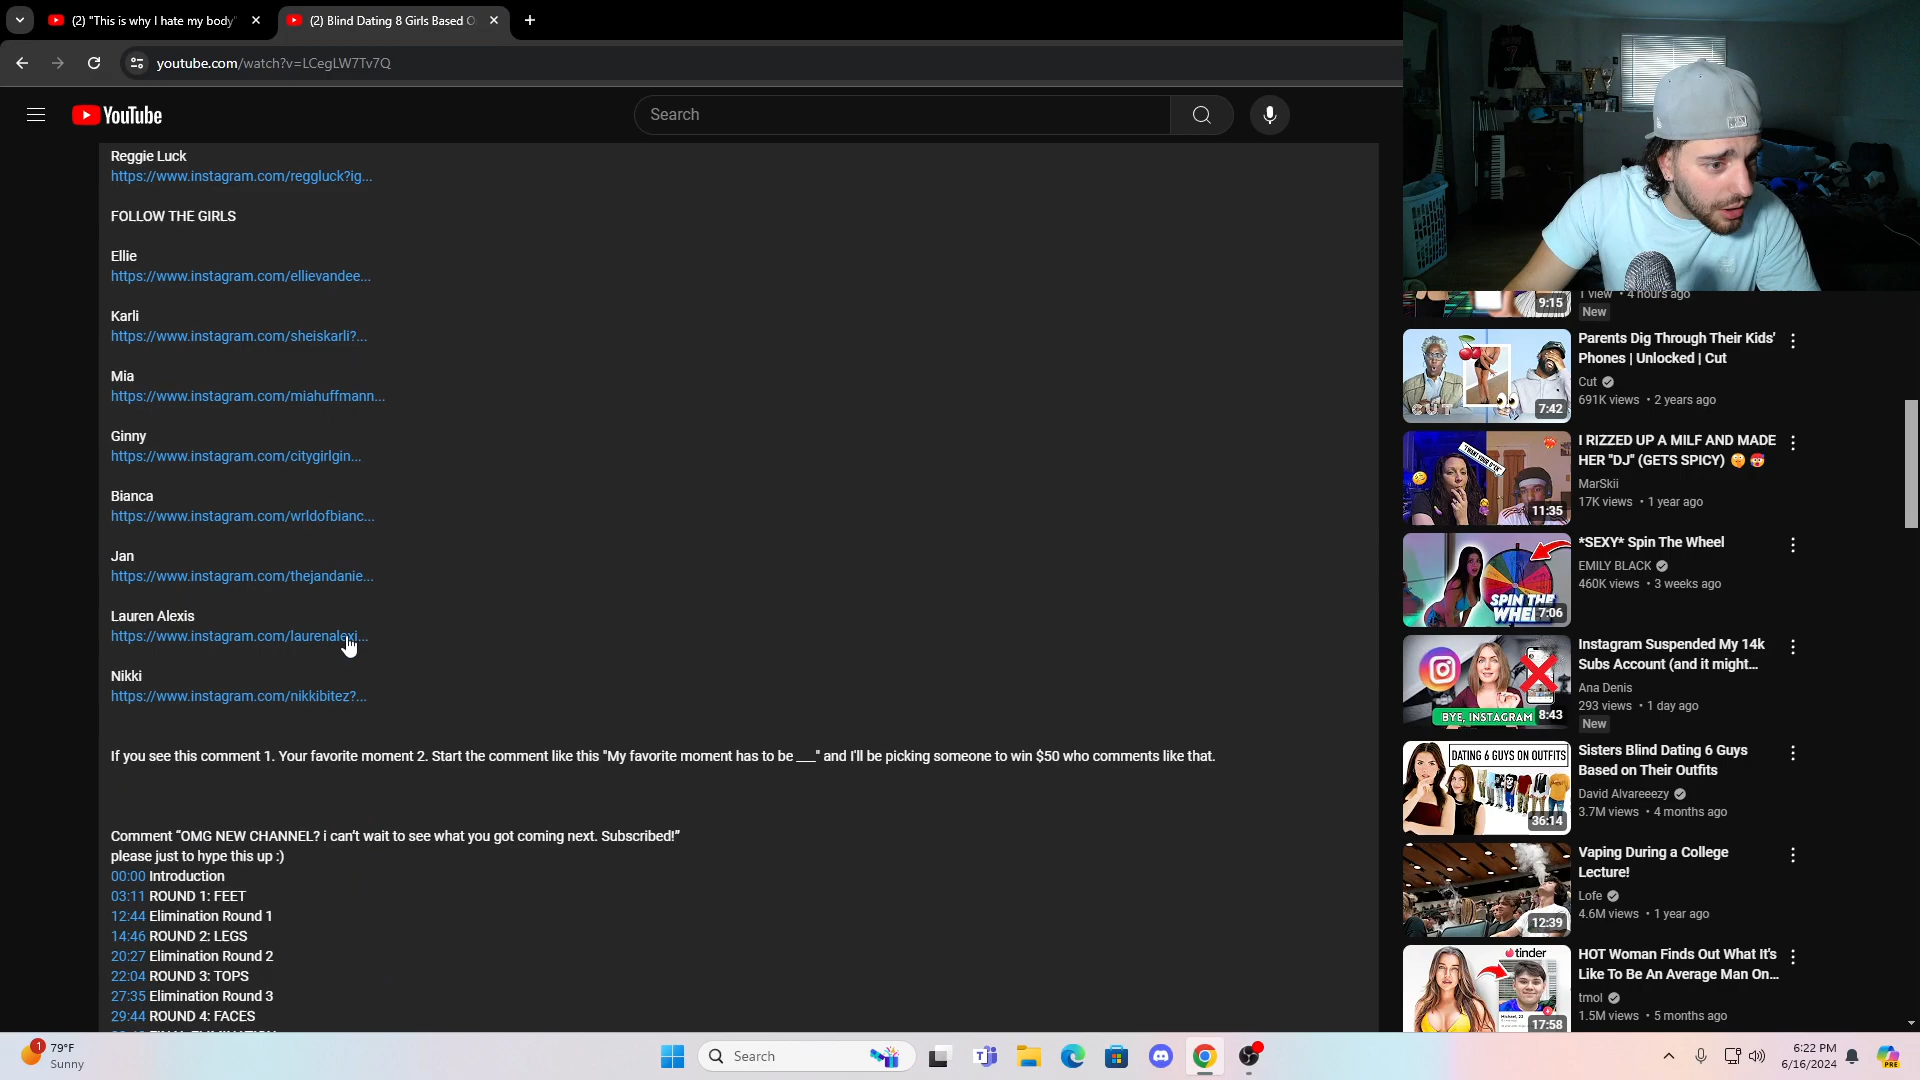 (2) "This is why I hate my body"
(2) Blind Dating 8 Girls Based O
youtube.com/watch?v=LCegLW7Tv7Q
YouTube
Search
Reggie Luck
https://www.instagram.com/reggluck?ig...
FOLLOW THE GIRLS
Ellie
https://www.instagram.com/ellievandee...
Karli
https://www.instagram.com/sheiskarli?...
Mia
https://www.instagram.com/miahuffmann...
Ginny
https://www.instagram.com/citygirlgin...
Bianca
https://www.instagram.com/wrldofbianc...
Jan
https://www.instagram.com/thejandanie...
Lauren Alexis
https://www.instagram.com/laurenalexi...
Nikki
https://www.instagram.com/nikkibitez?...
If you see this comment 1. Your favorite moment 2. Start the comment like this "My favorite moment has to be ___" and I'll be picking someone to win $50 who comments like that.
Comment “OMG NEW CHANNEL? i can’t wait to see what you got coming next. Subscribed!”
please just to hype this up :)
00:00 Introduction
03:11 ROUND 1: FEET
12:44 Elimination Round 1
14:46 ROUND 2: LEGS
20:27 Elimination Round 2
22:04 ROUND 3: TOPS
27:35 Elimination Round 3
29:44 ROUND 4: FACES
9:15
1 view • 4 hours ago
New
CUT
7:42
Parents Dig Through Their Kids'
Phones | Unlocked | Cut
Cut
691K views • 2 years ago
11:35
I RIZZED UP A MILF AND MADE
HER "DJ" (GETS SPICY)
MarSkii
17K views • 1 year ago
SPIN THE
WHEEL
7:06
*SEXY* Spin The Wheel
EMILY BLACK
460K views • 3 weeks ago
BYE, INSTAGRAM
8:43
Instagram Suspended My 14k
Subs Account (and it might...
Ana Denis
293 views • 1 day ago
New
DATING 6 GUYS ON OUTFITS
36:14
Sisters Blind Dating 6 Guys
Based on Their Outfits
David Alvareeezy
3.7M views • 4 months ago
12:39
Vaping During a College
Lecture!
Lofe
4.6M views • 1 year ago
tinder
Michael, 22
17:58
HOT Woman Finds Out What It's
Like To Be An Average Man On...
tmol
1.5M views • 5 months ago
1
79°F
Sunny
Search
6:22 PM
6/16/2024
PRE